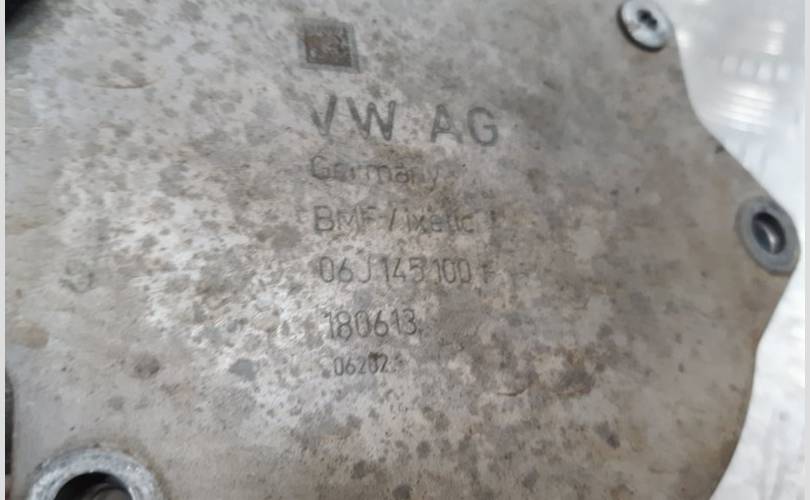 VW AG
Germany
BMF / ixetic
06J 145 100
180613
06202